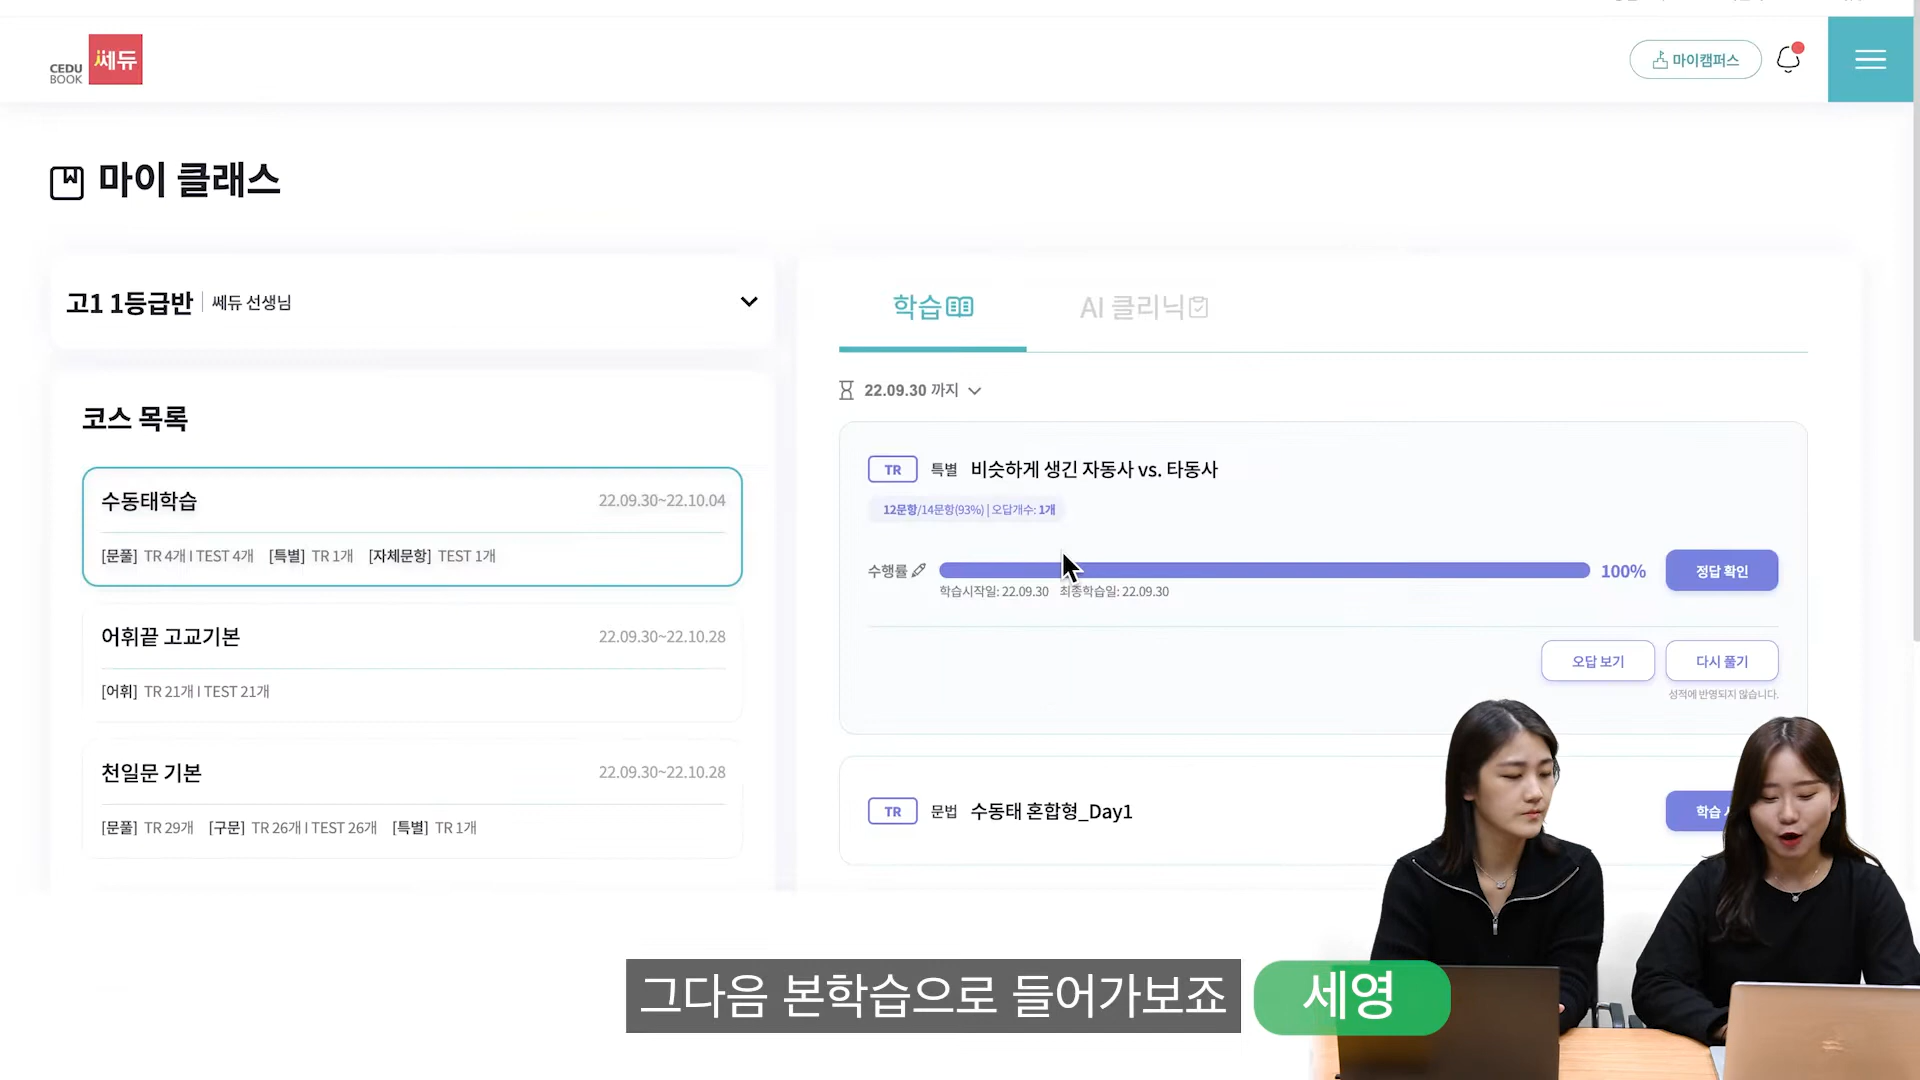 CEDU
BOOK
쎄듀
마이캠퍼스
마이 클래스
고1 1등급반
쎄듀 선생님
코스 목록
수동태학습
22.09.30~22.10.04
[문풀] TR 4개 I TEST 4개 [특별] TR 1개 [자체문항] TEST 1개
어휘끝 고교기본
22.09.30~22.10.28
[어휘] TR 21개 I TEST 21개
천일문 기본
22.09.30~22.10.28
[문풀] TR 29개 [구문] TR 26개 I TEST 26개 [특별] TR 1개
학습
AI 클리닉
22.09.30 까지
TR 특별 비슷하게 생긴 자동사 vs. 타동사
12문항/14문항(93%) | 오답개수: 1개
수행률
100%
정답 확인
학습시작일: 22.09.30 최종학습일: 22.09.30
오답 보기
다시 풀기
성적에 반영되지 않습니다.
TR 문법 수동태 혼합형_Day1
학습
그다음 본학습으로 들어가보죠
세영